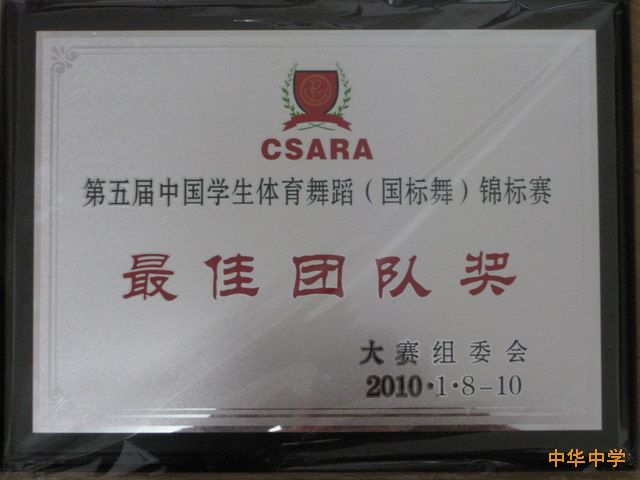 CSARA
第五届中国学生体育舞蹈（国标舞）锦标赛
最佳团队奖
大赛组委会
2010·1·8-10
中华中学